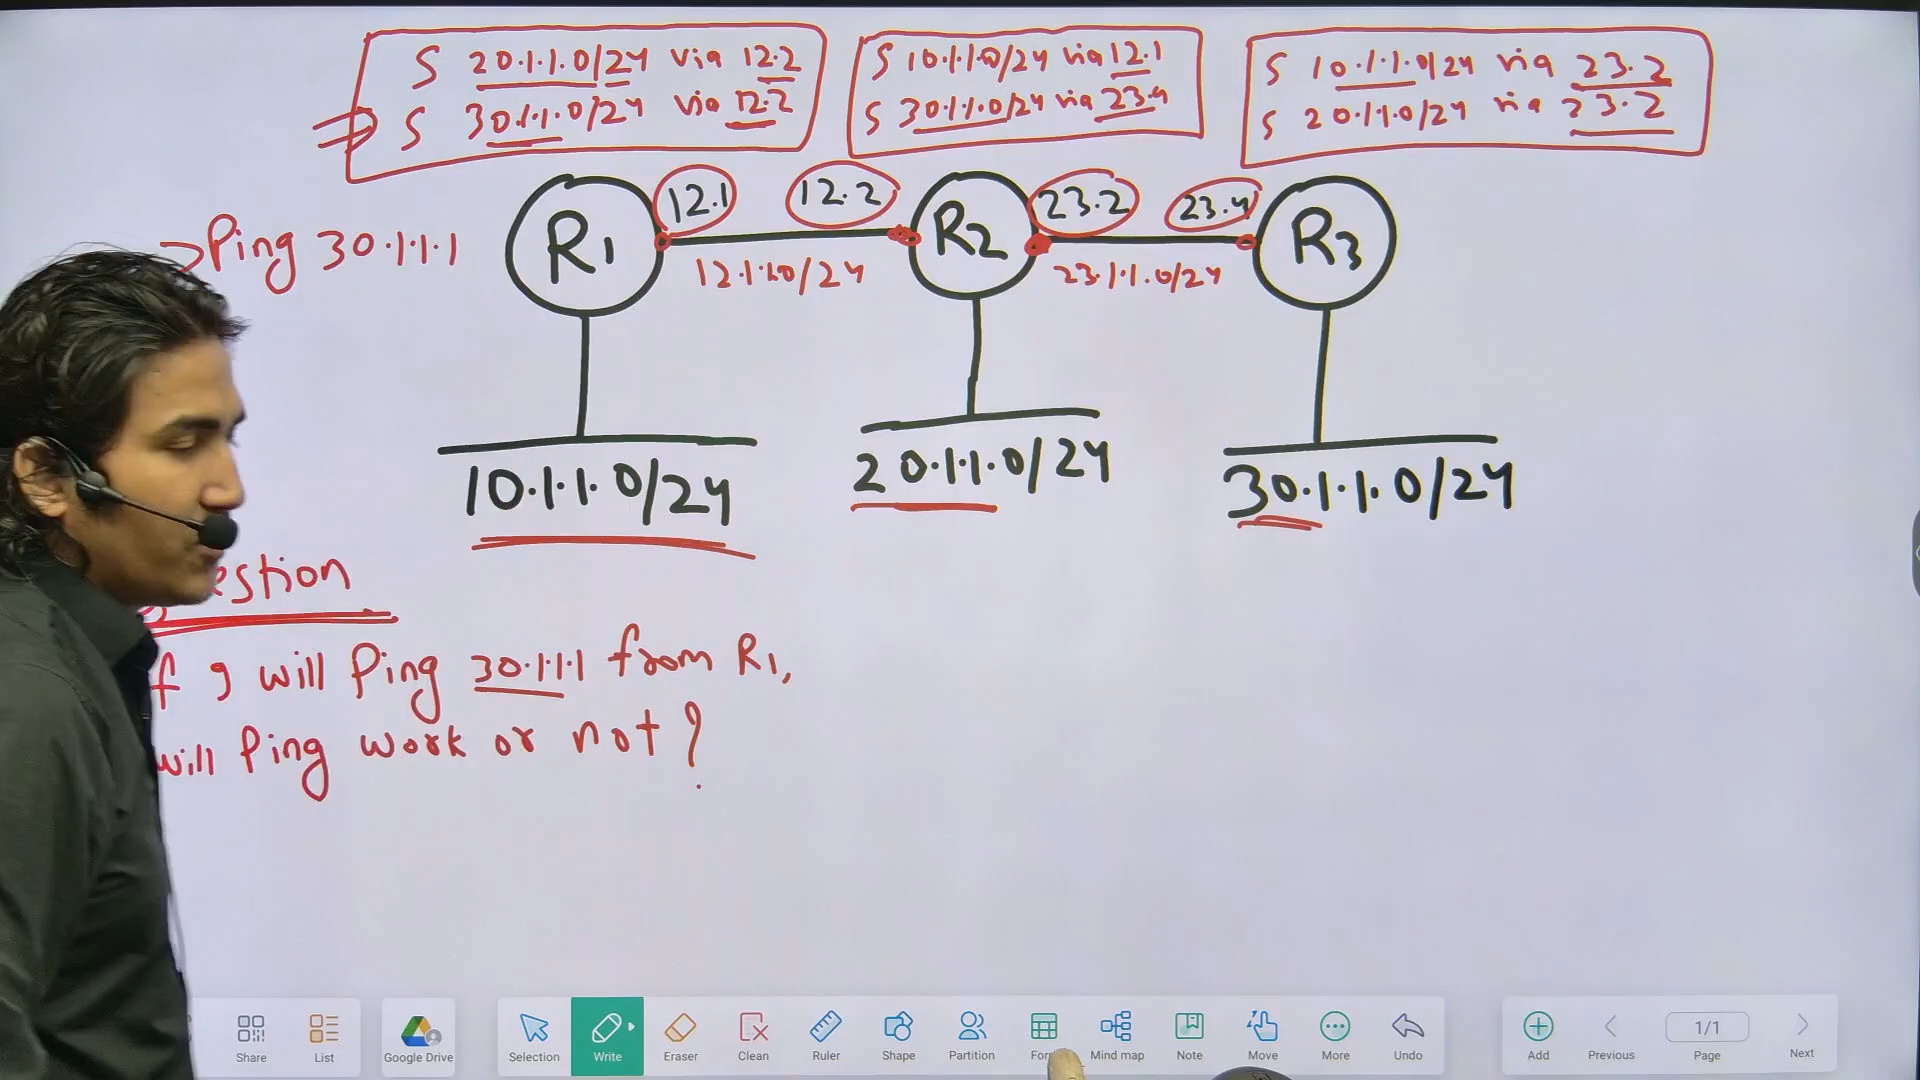 S 20.1.1.0/24 via 12.2
S 30.1.1.0/24 via 12.2
S 10.1.1.0/24 via 12.1
S 30.1.1.0/24 via 23.4
S 10.1.1.0/24 via 23.2
S 20.1.1.0/24 via 23.2
>Ping 30.1.1.1
R1
12.1
12.2
R2
23.2
23.4
R3
12.1.1.0/24
23.1.1.0/24
10.1.1.0/24
20.1.1.0/24
30.1.1.0/24
estion
f I will Ping 30.1.1.1 from R1,
will Ping work or not?
Share
List
Google Drive
Selection
Write
Eraser
Clean
Ruler
Shape
Partition
For
Mind map
Note
Move
More
Undo
Add
Previous
1/1
Page
Next